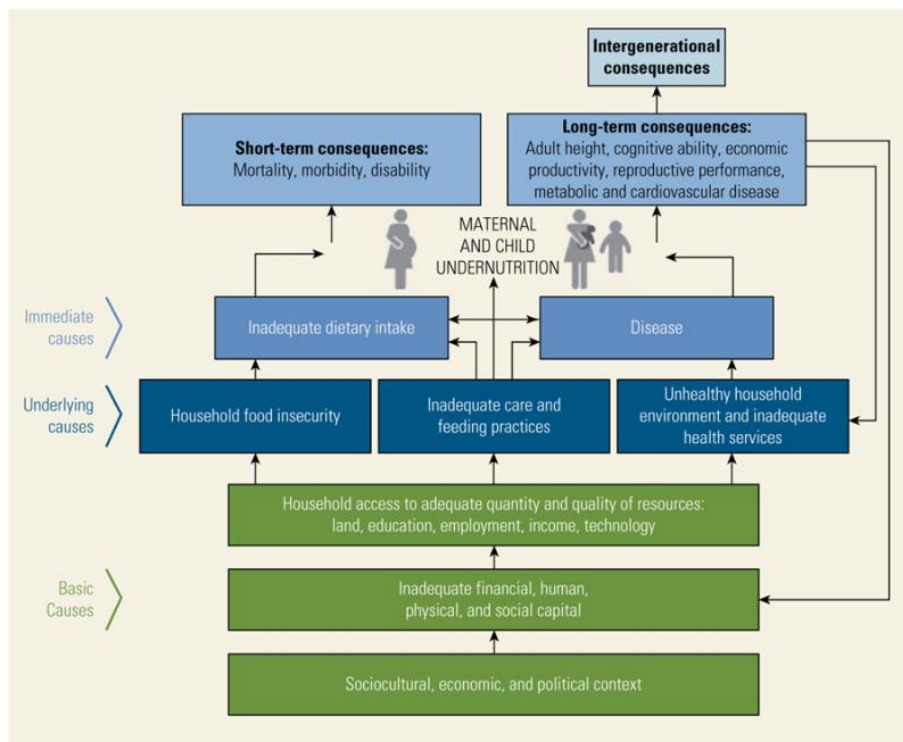 Intergenerational
consequences
Short-term consequences:
Mortality, morbidity, disability
Long-term consequences:
Adult height, cognitive ability, economic
productivity, reproductive performance,
metabolic and cardiovascular disease
MATERNAL
AND CHILD
UNDERNUTRITION
Immediate
causes
Inadequate dietary intake
Disease
Underlying
causes
Household food insecurity
Inadequate care and
feeding practices
Unhealthy household
environment and inadequate
health services
Household access to adequate quantity and quality of resources:
land, education, employment, income, technology
Basic
Causes
Inadequate financial, human,
physical, and social capital
Sociocultural, economic, and political context